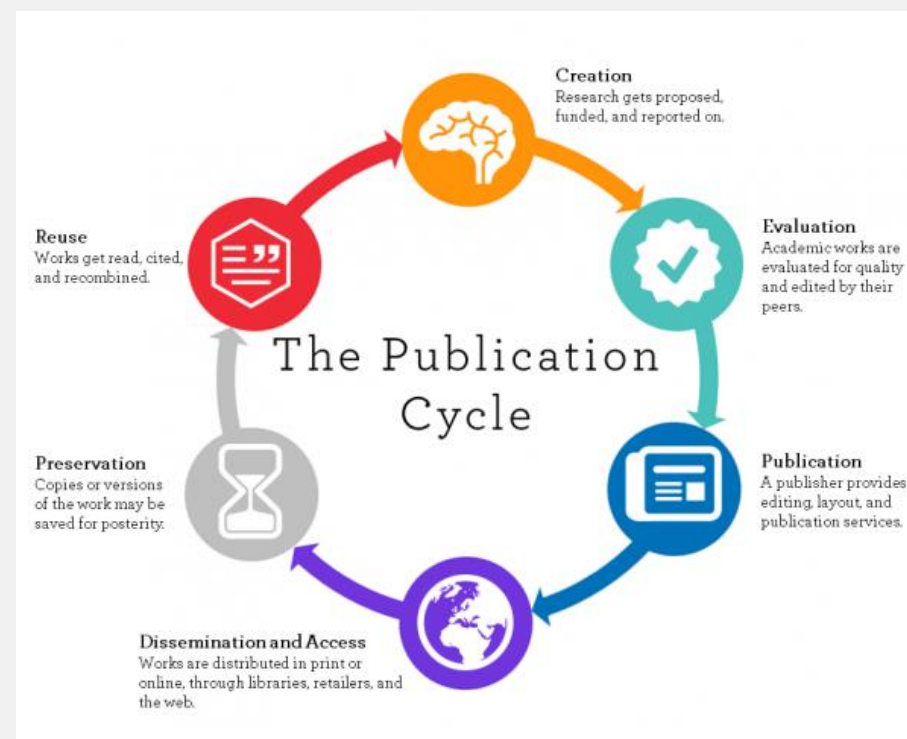 Creation
Research gets proposed,
funded, and reported on.
Evaluation
Academic works are
evaluated for quality
and edited by their
peers.
Publication
A publisher provides
editing, layout, and
publication services.
Dissemination and Access
Works are distributed in print or
online, through libraries, retailers, and
the web.
Preservation
Copies or versions
of the work may be
saved for posterity.
Reuse
Works get read, cited,
and recombined.
The Publication
Cycle